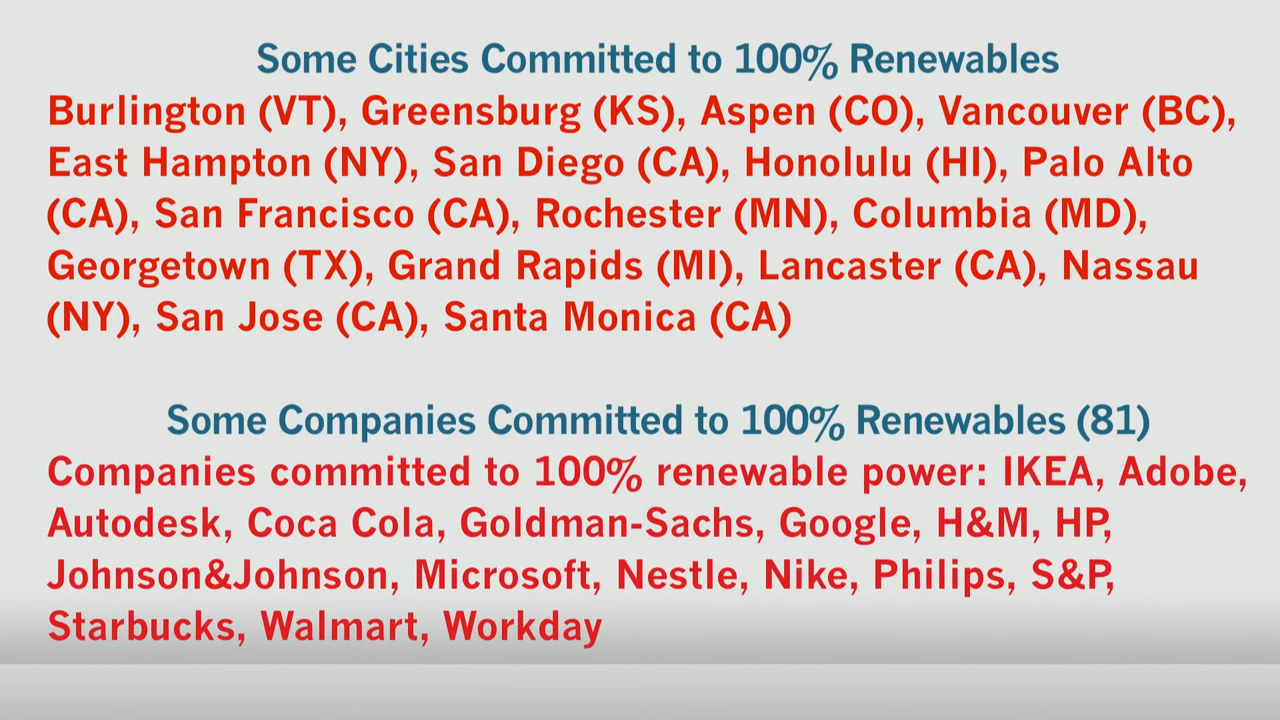 Some Cities Committed to 100% Renewables
Burlington (VT), Greensburg (KS), Aspen (CO), Vancouver (BC),
East Hampton (NY), San Diego (CA), Honolulu (HI), Palo Alto
(CA), San Francisco (CA), Rochester (MN), Columbia (MD),
Georgetown (TX), Grand Rapids (MI), Lancaster (CA), Nassau
(NY), San Jose (CA), Santa Monica (CA)
Some Companies Committed to 100% Renewables (81)
Companies committed to 100% renewable power: IKEA, Adobe,
Autodesk, Coca Cola, Goldman-Sachs, Google, H&M, HP,
Johnson&Johnson, Microsoft, Nestle, Nike, Philips, S&P,
Starbucks, Walmart, Workday